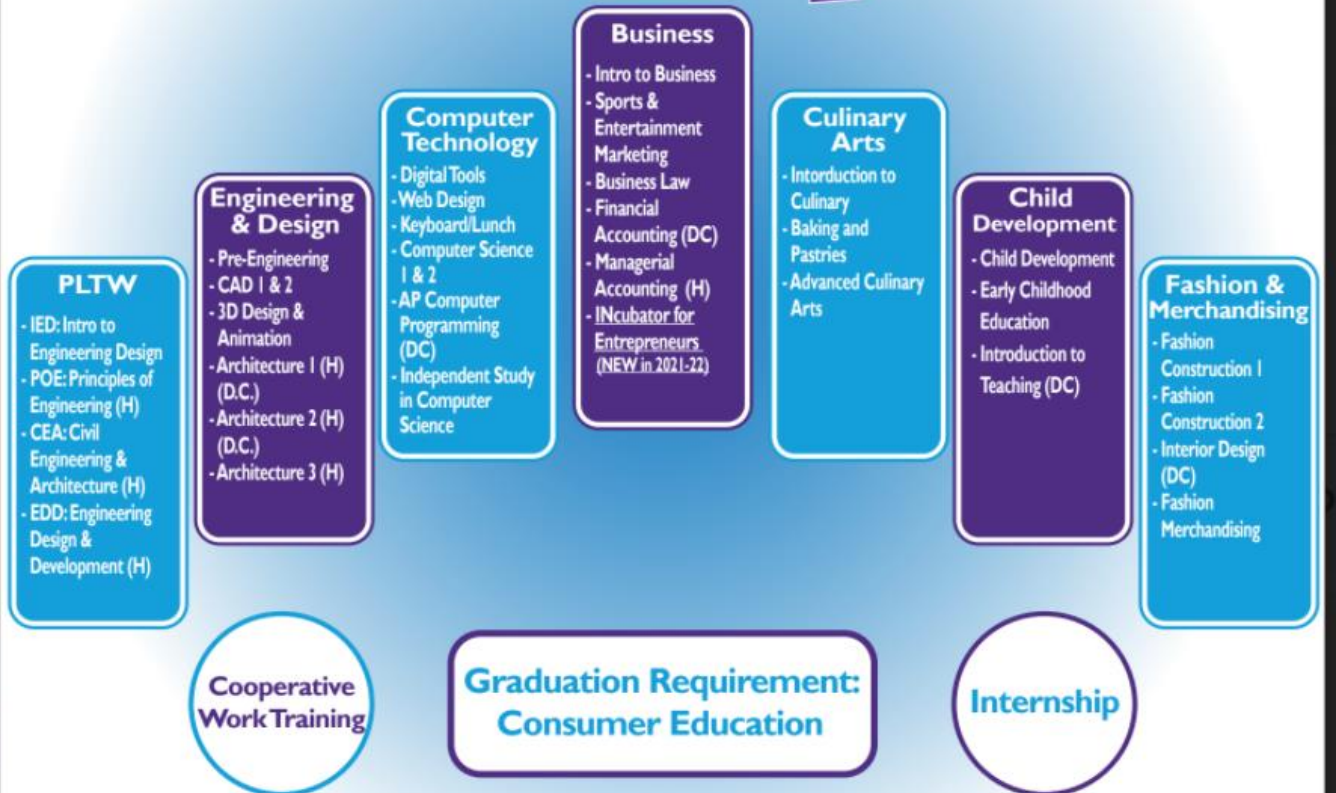 PLTW
- IED: Intro to
Engineering Design
- POE: Principles of
Engineering (H)
- CEA: Civil
Engineering &
Architecture (H)
- EDD: Engineering
Design &
Development (H)
Engineering
& Design
- Pre-Engineering
- CAD 1 & 2
- 3D Design &
Animation
- Architecture 1 (H)
(D.C.)
- Architecture 2 (H)
(D.C.)
- Architecture 3 (H)
Computer
Technology
- Digital Tools
- Web Design
- Keyboard/Lunch
- Computer Science
1 & 2
- AP Computer
Programming
(DC)
- Independent Study
in Computer
Science
Business
- Intro to Business
- Sports &
Entertainment
Marketing
- Business Law
- Financial
Accounting (DC)
- Managerial
Accounting (H)
- INcubator for
Entrepreneurs
(NEW in 2021-22)
Culinary
Arts
- Intorduction to
Culinary
- Baking and
Pastries
- Advanced Culinary
Arts
Child
Development
- Child Development
- Early Childhood
Education
- Introduction to
Teaching (DC)
Fashion &
Merchandising
- Fashion
Construction 1
- Fashion
Construction 2
- Interior Design
(DC)
- Fashion
Merchandising
Cooperative
Work Training
Graduation Requirement:
Consumer Education
Internship